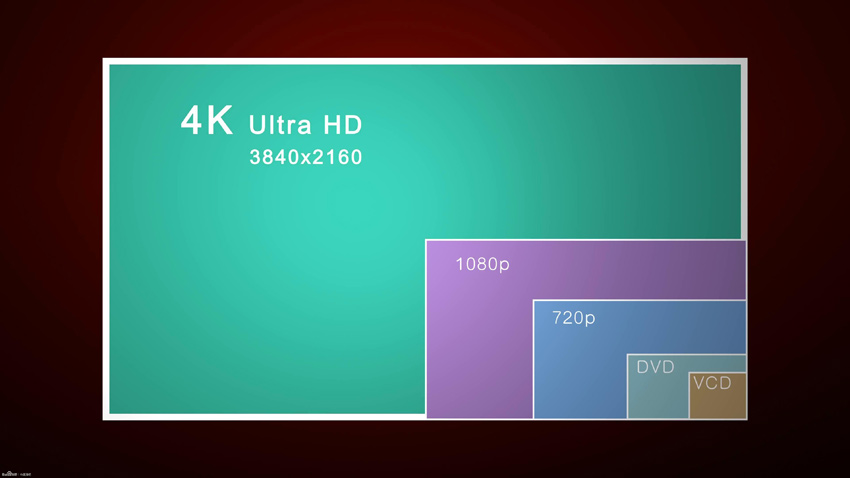 4K Ultra HD
3840x2160
1080p
720p
DVD
VCD